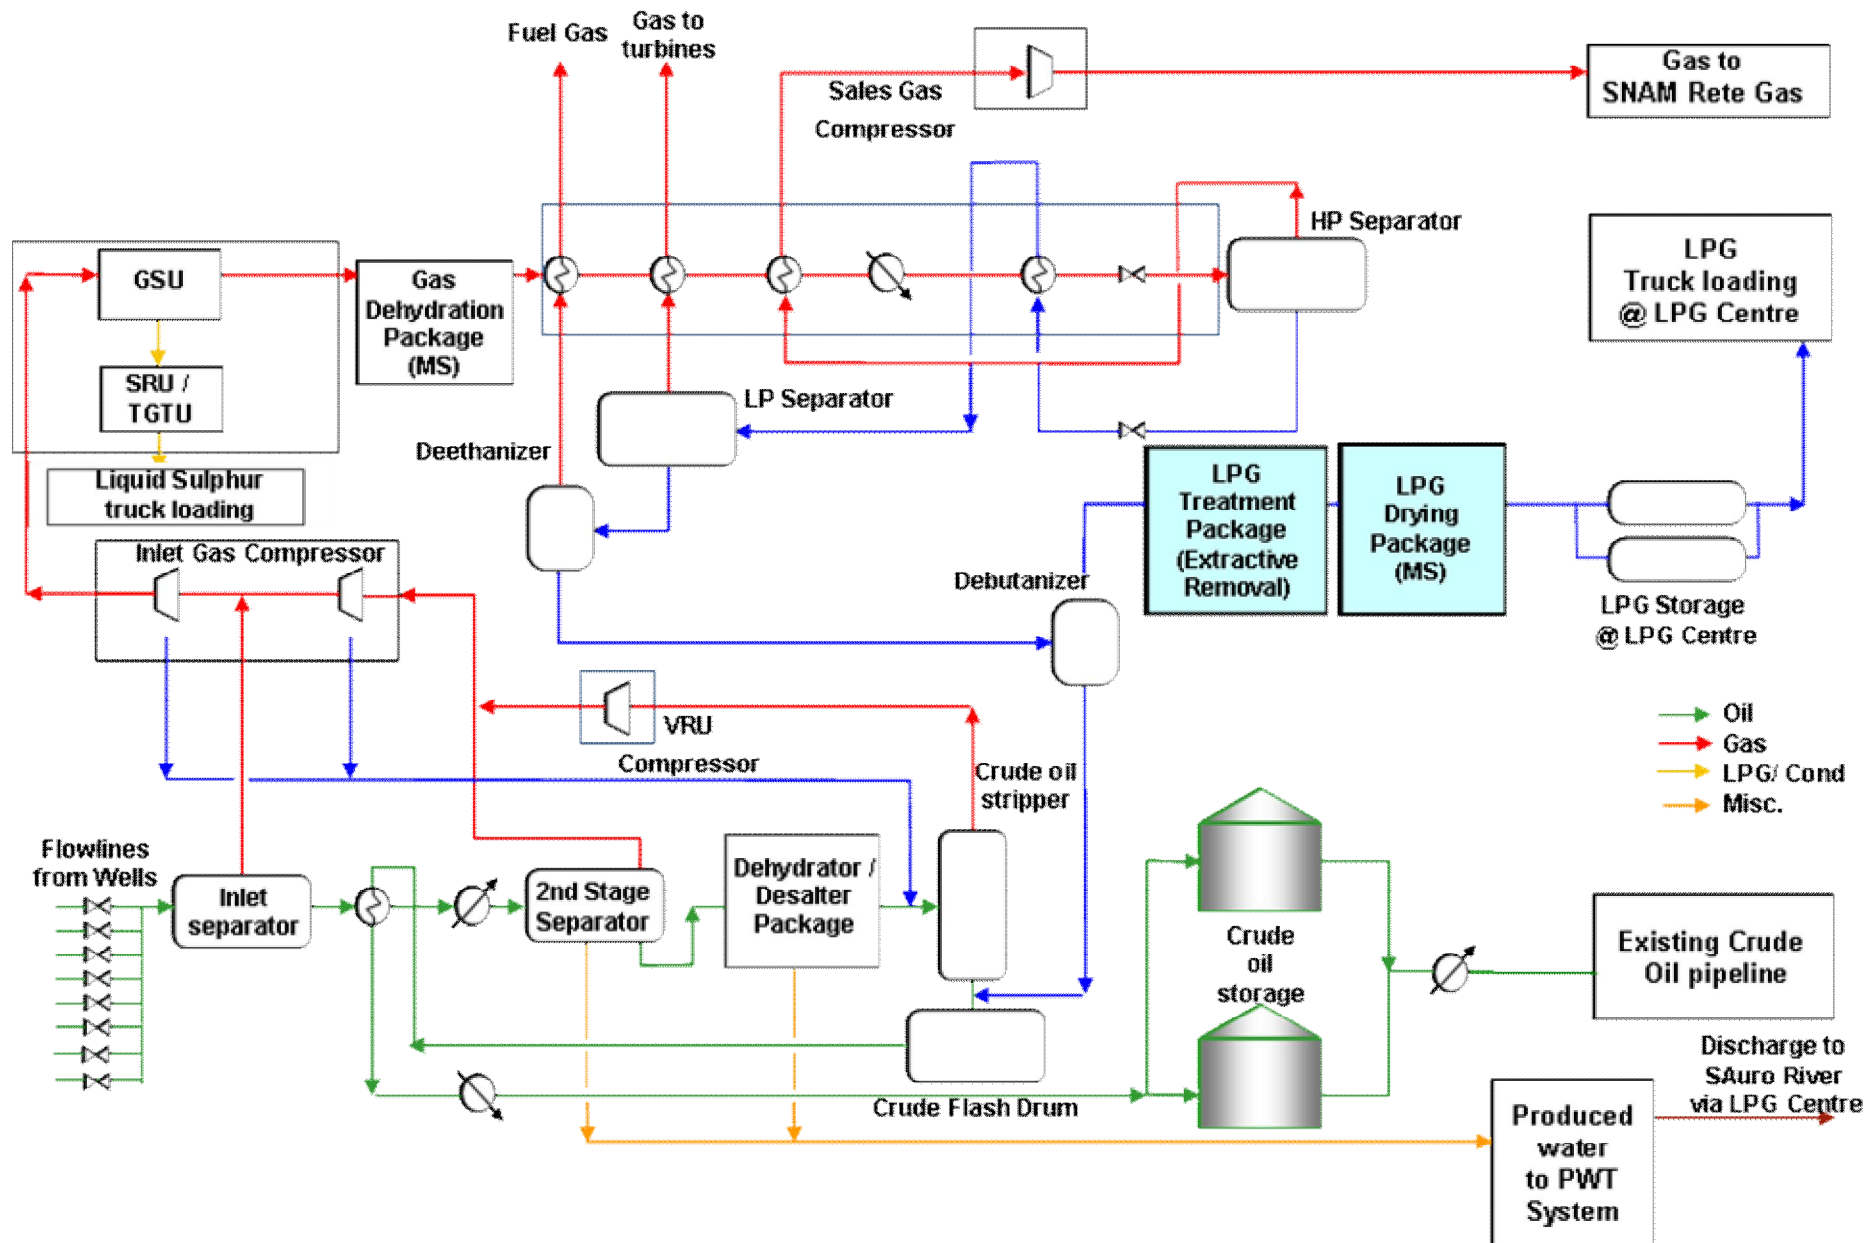 Fuel Gas
Gas to
turbines
Sales Gas
Compressor
Gas to
SNAM Rete Gas
HP Separator
LPG
Truck loading
@ LPG Centre
GSU
Gas
Dehydration
Package
(MS)
SRU /
TGTU
Liquid Sulphur
truck loading
LP Separator
Deethanizer
LPG
Treatment
Package
(Extractive
Removal)
LPG
Drying
Package
(MS)
LPG Storage
@ LPG Centre
Inlet Gas Compressor
Debutanizer
VRU
Compressor
Crude oil
stripper
Oil
Gas
LPG/ Cond
Misc.
Flowlines
from Wells
Inlet
separator
2nd Stage
Separator
Dehydrator /
Desalter
Package
Crude
oil
storage
Existing Crude
Oil pipeline
Crude Flash Drum
Discharge to
SAuro River
via LPG Centre
Produced
water
to PWT
System